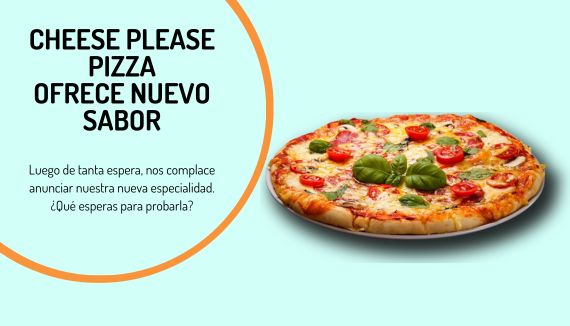 CHEESE PLEASE
PIZZA
OFRECE NUEVO
SABOR
Luego de tanta espera, nos complace
anunciar nuestra nueva especialidad.
¿Qué esperas para probarla?